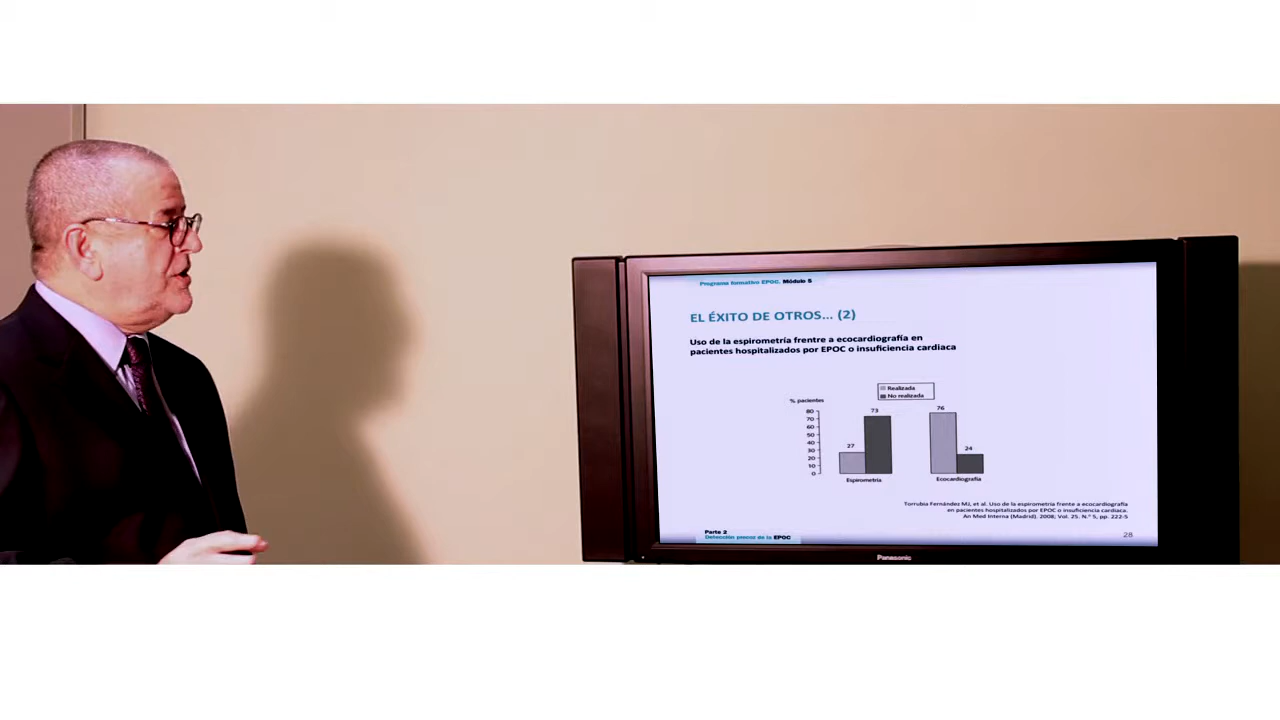 Programa formativo EPOC. Módulo 5
EL ÉXITO DE OTROS... (2)
Uso de la espirometría frentre a ecocardiografía en
pacientes hospitalizados por EPOC o insuficiencia cardiaca
Realizada
No realizada
% pacientes
80
70
60
50
40
30
20
10
0
27
73
76
24
Espirometría
Ecocardiografía
Torrubia Fernández MJ, et al. Uso de la espirometría frente a ecocardiografía
en pacientes hospitalizados por EPOC o insuficiencia cardiaca.
An Med Interna (Madrid). 2008; Vol. 25. N.º 5, pp. 222-5
Parte 2
Detección precoz de la EPOC
28
Panasonic